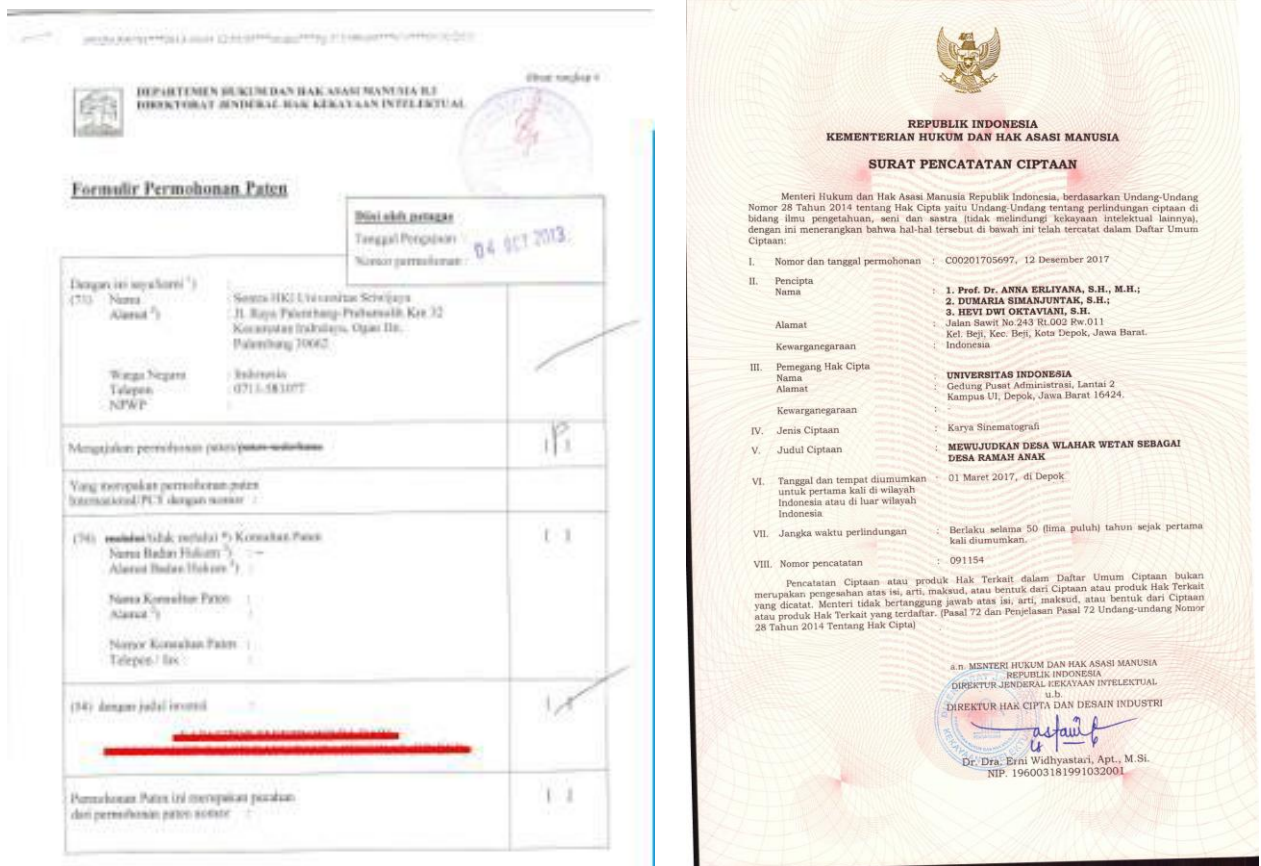 dibuat rangkap 4
DEPARTEMEN HUKUM DAN HAK ASASI MANUSIA R.I
DIREKTORAT JENDERAL HAK KEKAYAAN INTELEKTUAL
Formulir Permohonan Paten
Diisi oleh petugas
Tanggal Pengajuan :
04 OCT 2013
Nomor permohonan :
Dengan ini saya/kami
(71) Nama : Sentra HKI Universitas Sriwijaya
Alamat : Jl. Raya Palembang-Prabumulih Km 32
Kecamatan Indralaya, Ogan Ilir,
Palembang 30662
Warga Negara : Indonesia
Telepon : 0711-581077
NPWP :
Mengajukan permohonan paten/paten sederhana
Yang merupakan permohonan paten
International/PCT dengan nomor :
melalui/tidak melalui *) Konsultan Paten
Nama Badan Hukum
Alamat Badan Hukum
Nama Konsultan Paten :
Alamat
Nomor Konsultan Paten :
Telepon / fax :
(54) dengan judul invensi :
Permohonan Paten ini merupakan pecahan
dari permohonan paten nomor :
REPUBLIK INDONESIA
KEMENTERIAN HUKUM DAN HAK ASASI MANUSIA
SURAT PENCATATAN CIPTAAN
Menteri Hukum dan Hak Asasi Manusia Republik Indonesia, berdasarkan Undang-Undang
Nomor 28 Tahun 2014 tentang Hak Cipta yaitu Undang-Undang tentang perlindungan ciptaan di
bidang ilmu pengetahuan, seni dan sastra (tidak melindungi kekayaan intelektual lainnya),
dengan ini menerangkan bahwa hal-hal tersebut di bawah ini telah tercatat dalam Daftar Umum
Ciptaan:
I. Nomor dan tanggal permohonan : C00201705697, 12 Desember 2017
II. Pencipta
Nama : 1. Prof. Dr. ANNA ERLIYANA, S.H., M.H.;
2. DUMARIA SIMANJUNTAK, S.H.;
3. HEVI DWI OKTAVIANI, S.H.
Alamat : Jalan Sawit No.243 Rt.002 Rw.011
Kel. Beji, Kec. Beji, Kota Depok, Jawa Barat.
Kewarganegaraan : Indonesia
III. Pemegang Hak Cipta
Nama : UNIVERSITAS INDONESIA
Alamat : Gedung Pusat Administrasi, Lantai 2
Kampus UI, Depok, Jawa Barat 16424.
Kewarganegaraan : -
IV. Jenis Ciptaan : Karya Sinematografi
V. Judul Ciptaan : MEWUJUDKAN DESA WLAHAR WETAN SEBAGAI
DESA RAMAH ANAK
VI. Tanggal dan tempat diumumkan : 01 Maret 2017, di Depok
untuk pertama kali di wilayah
Indonesia atau di luar wilayah
Indonesia
VII. Jangka waktu perlindungan : Berlaku selama 50 (lima puluh) tahun sejak pertama
kali diumumkan.
VIII. Nomor pencatatan : 091154
Pencatatan Ciptaan atau produk Hak Terkait dalam Daftar Umum Ciptaan bukan
merupakan pengesahan atas isi, arti, maksud, atau bentuk dari Ciptaan atau produk Hak Terkait
yang dicatat. Menteri tidak bertanggung jawab atas isi, arti, maksud, atau bentuk dari Ciptaan
atau produk Hak Terkait yang terdaftar. (Pasal 72 dan Penjelasan Pasal 72 Undang-undang Nomor
28 Tahun 2014 Tentang Hak Cipta)
a.n. MENTERI HUKUM DAN HAK ASASI MANUSIA
REPUBLIK INDONESIA
DIREKTUR JENDERAL KEKAYAAN INTELEKTUAL
u.b.
DIREKTUR HAK CIPTA DAN DESAIN INDUSTRI
Dr. Dra. Erni Widhyastari, Apt., M.Si.
NIP. 196003181991032001